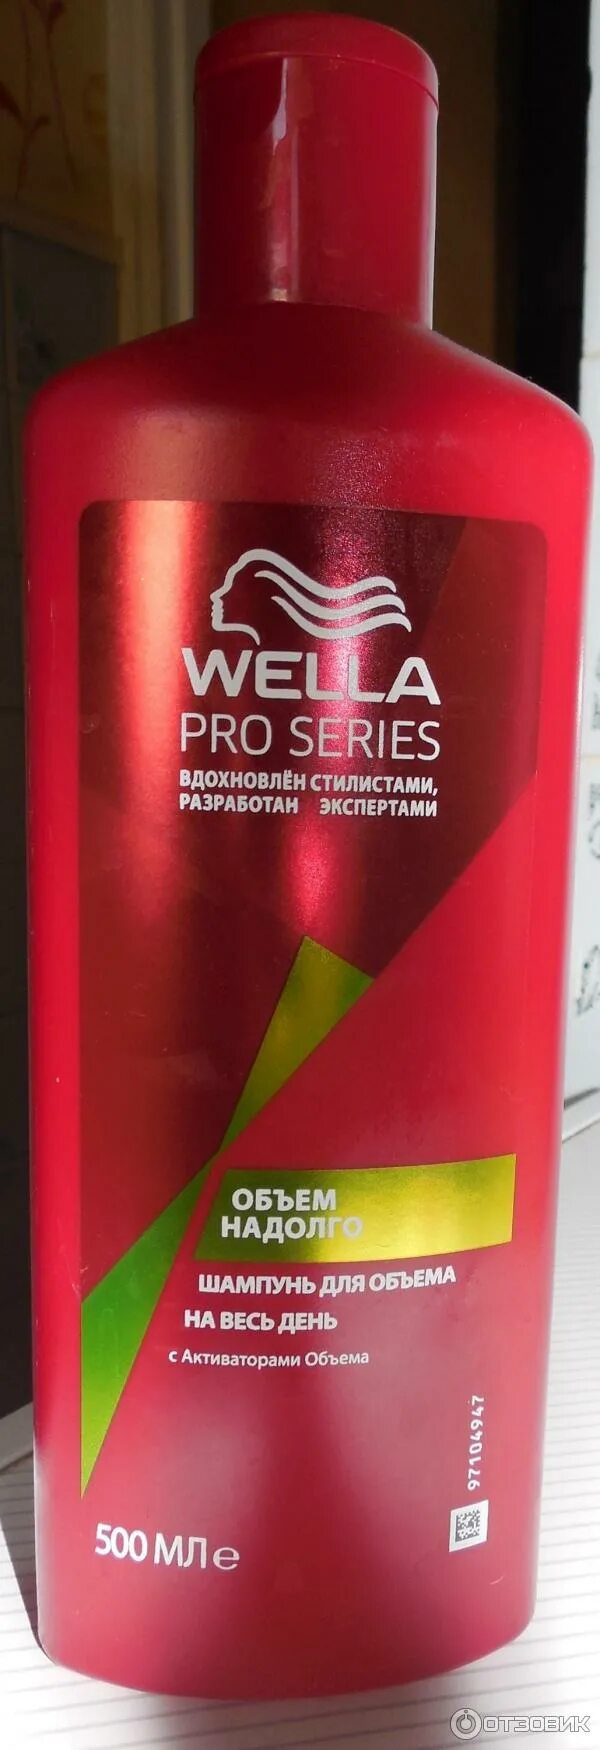 WELLA
PRO SERIES
ВДОХНОВЛЁН СТИЛИСТАМИ,
РАЗРАБОТАН ЭКСПЕРТАМИ
ОБЪЕМ
НАДОЛГО
ШАМПУНЬ ДЛЯ ОБЪЕМА
НА ВЕСЬ ДЕНЬ
с Активаторами Объема
97104947
500 МЛ e
ОТЗОВИК